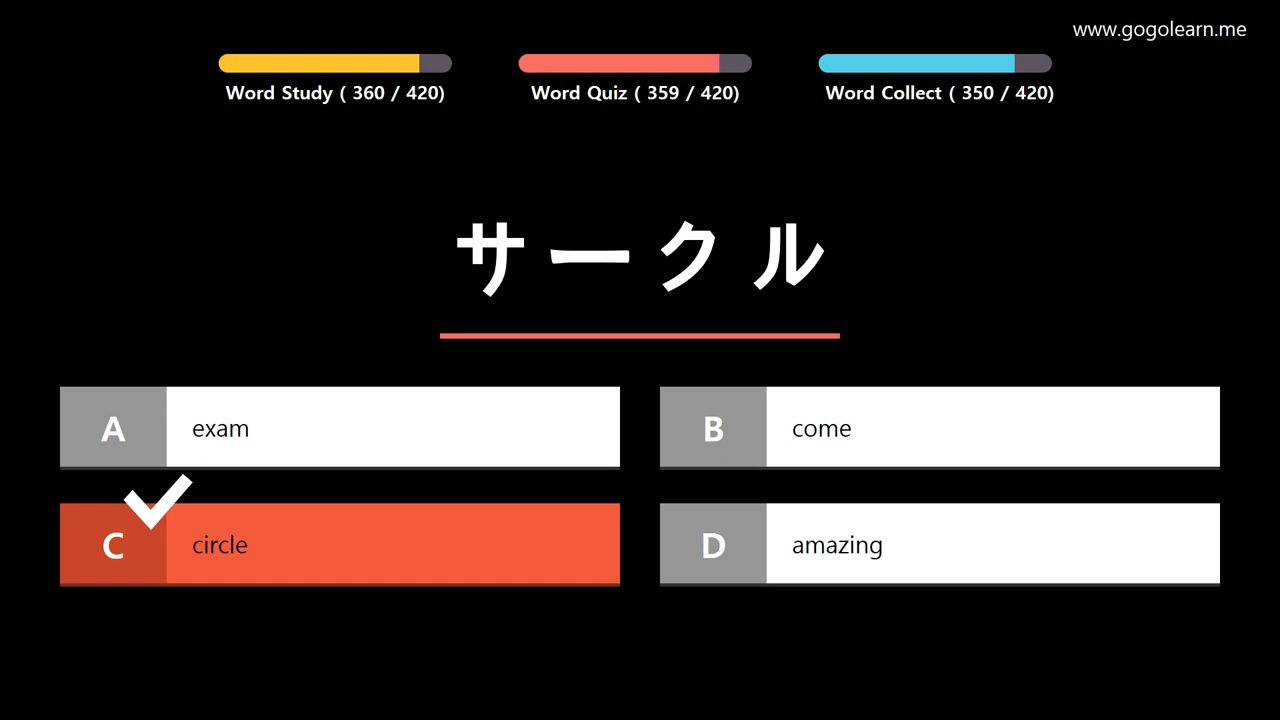 www.gogolearn.me
Word Study ( 360 / 420)
Word Quiz ( 359 / 420)
Word Collect ( 350 / 420)
サークル
A exam
B come
C circle
D amazing